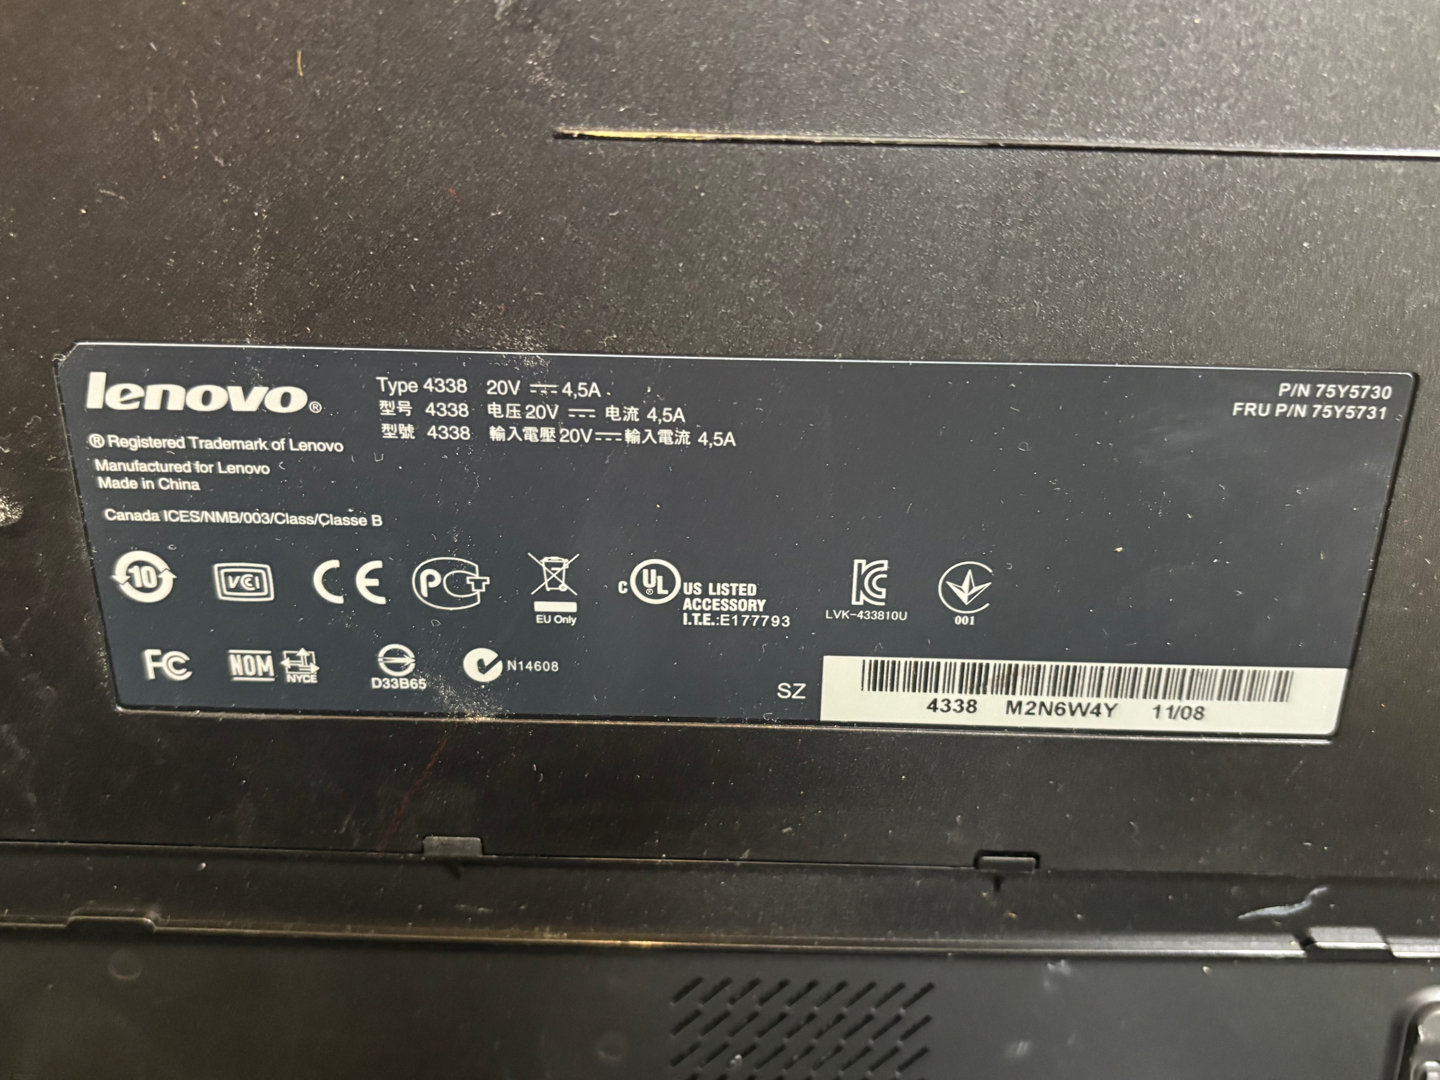 lenovo®
Type 4338 20V ⎓ 4,5A
型号 4338 电压 20V ⎓ 电流 4,5A
型號 4338 輸入電壓 20V ⎓ 輸入電流 4,5A
P/N 75Y5730
FRU P/N 75Y5731
® Registered Trademark of Lenovo
Manufactured for Lenovo
Made in China
Canada ICES/NMB/003/Class/Classe B
10
VCI
CE
PCT
EU Only
c UL® US LISTED
ACCESSORY
I.T.E.:E177793
KC
LVK-433810U
001
FC
NOM
NYCE
D33B65
N14608
SZ
4338 M2N6W4Y 11/08